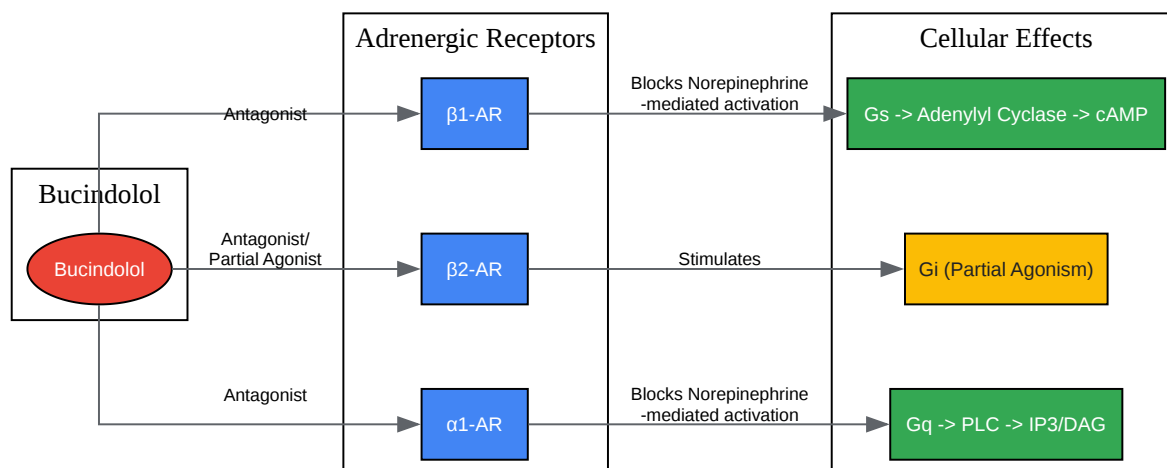 Adrenergic Receptors
Cellular Effects
Blocks Norepinephrine
-mediated activation
Antagonist
β1-AR
Gs -> Adenylyl Cyclase -> cAMP
Bucindolol
Antagonist/
Partial Agonist
Bucindolol
β2-AR
Stimulates
Gi (Partial Agonism)
Blocks Norepinephrine
-mediated activation
Antagonist
α1-AR
Gq -> PLC -> IP3/DAG